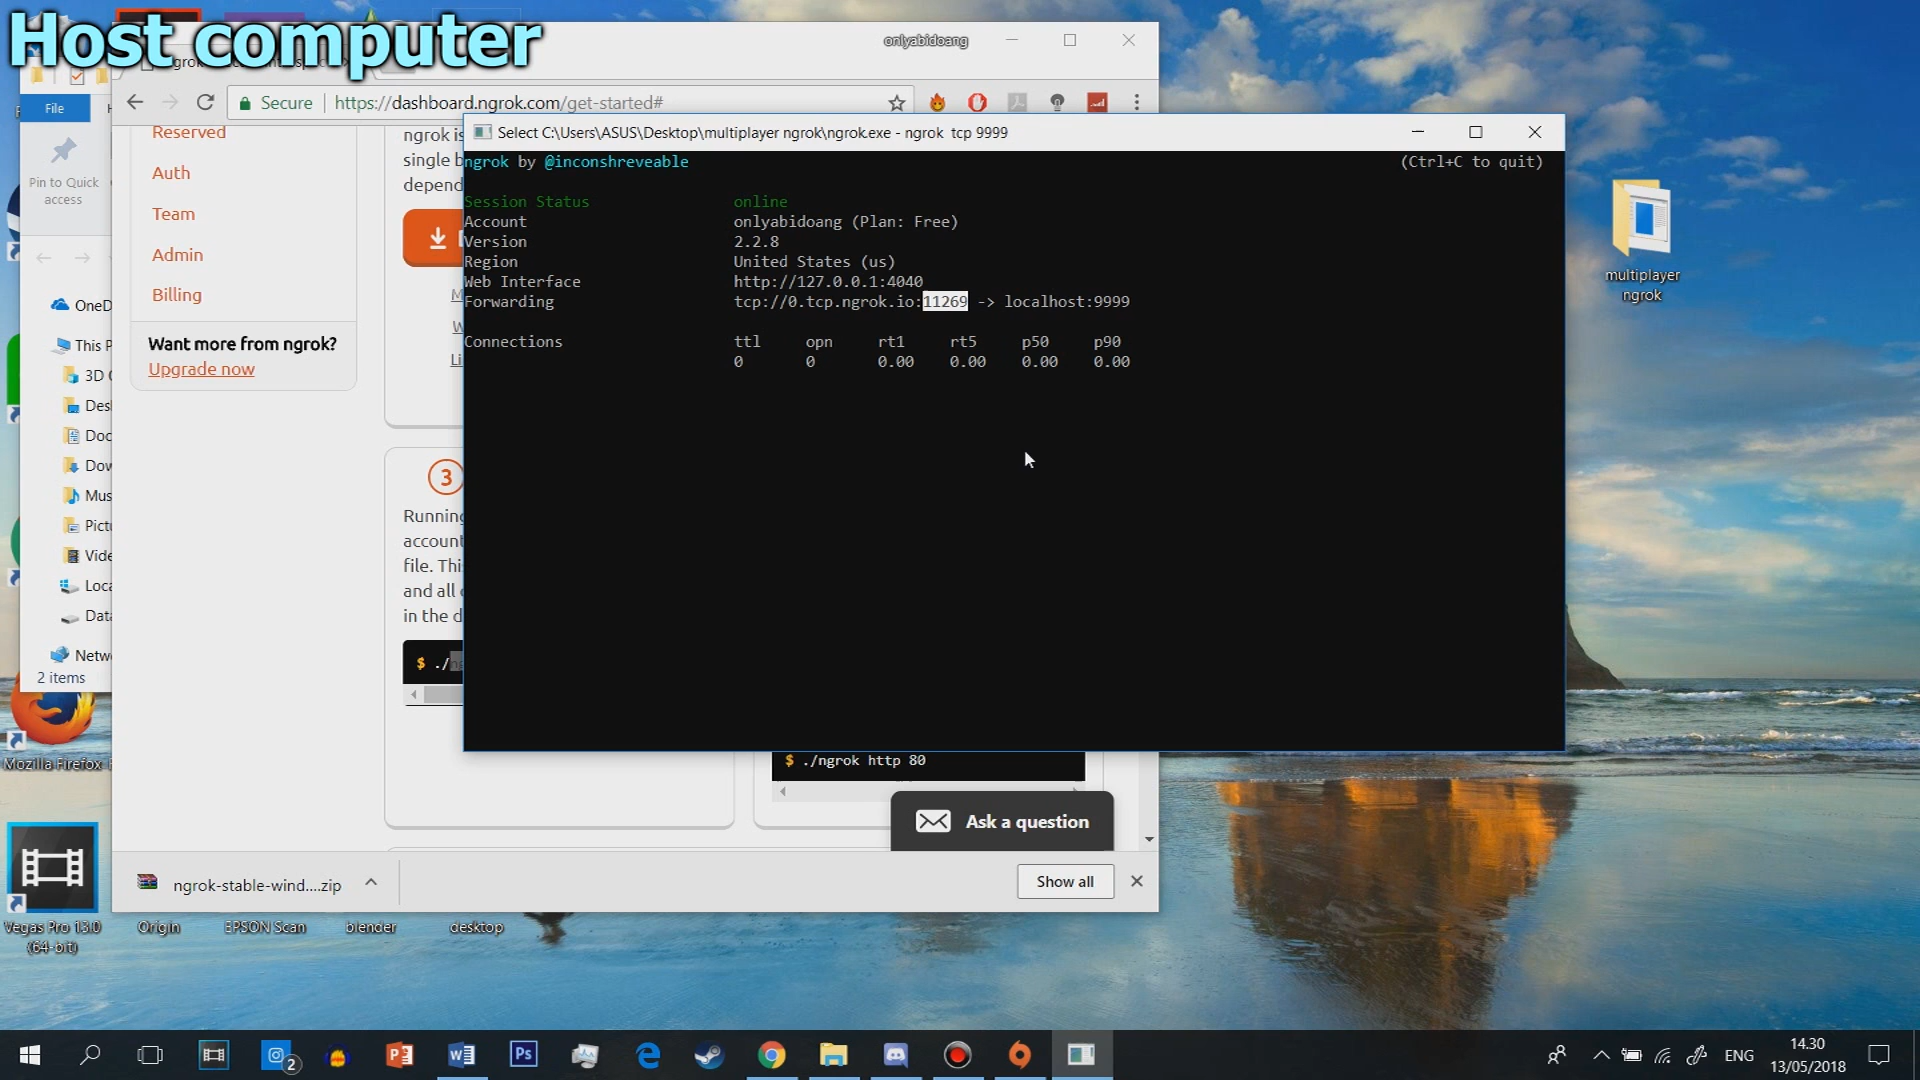 Host computer
onlyabidoang
File
Secure
https://dashboard.ngrok.com/get-started#
Pin to Quick
access
Reserved
Auth
Team
Admin
Billing
Want more from ngrok?
Upgrade now
ngrok is
single b
depend
Select C:\Users\ASUS\Desktop\multiplayer ngrok\ngrok.exe - ngrok tcp 9999
ngrok by @inconshreveable (Ctrl+C to quit)
Session Status online
Account onlyabidoang (Plan: Free)
Version 2.2.8
Region United States (us)
Web Interface http://127.0.0.1:4040
Forwarding tcp://0.tcp.ngrok.io:11269 -> localhost:9999
Connections ttl opn rt1 rt5 p50 p90
0 0 0.00 0.00 0.00 0.00
OneD
This P
3D
Desk
Doc
Dow
Mus
Pictu
Vide
Loca
Data
Netw
2 items
3
Running
account
file. Thi
and all
in the d
$ ./
$ ./ngrok http 80
Ask a question
ngrok-stable-wind....zip
Show all
multiplayer
ngrok
Mozilla Firefox
Vegas Pro 13.0
(64-bit)
Origin
EPSON Scan
blender
desktop
2
Ps
ENG
14.30
13/05/2018